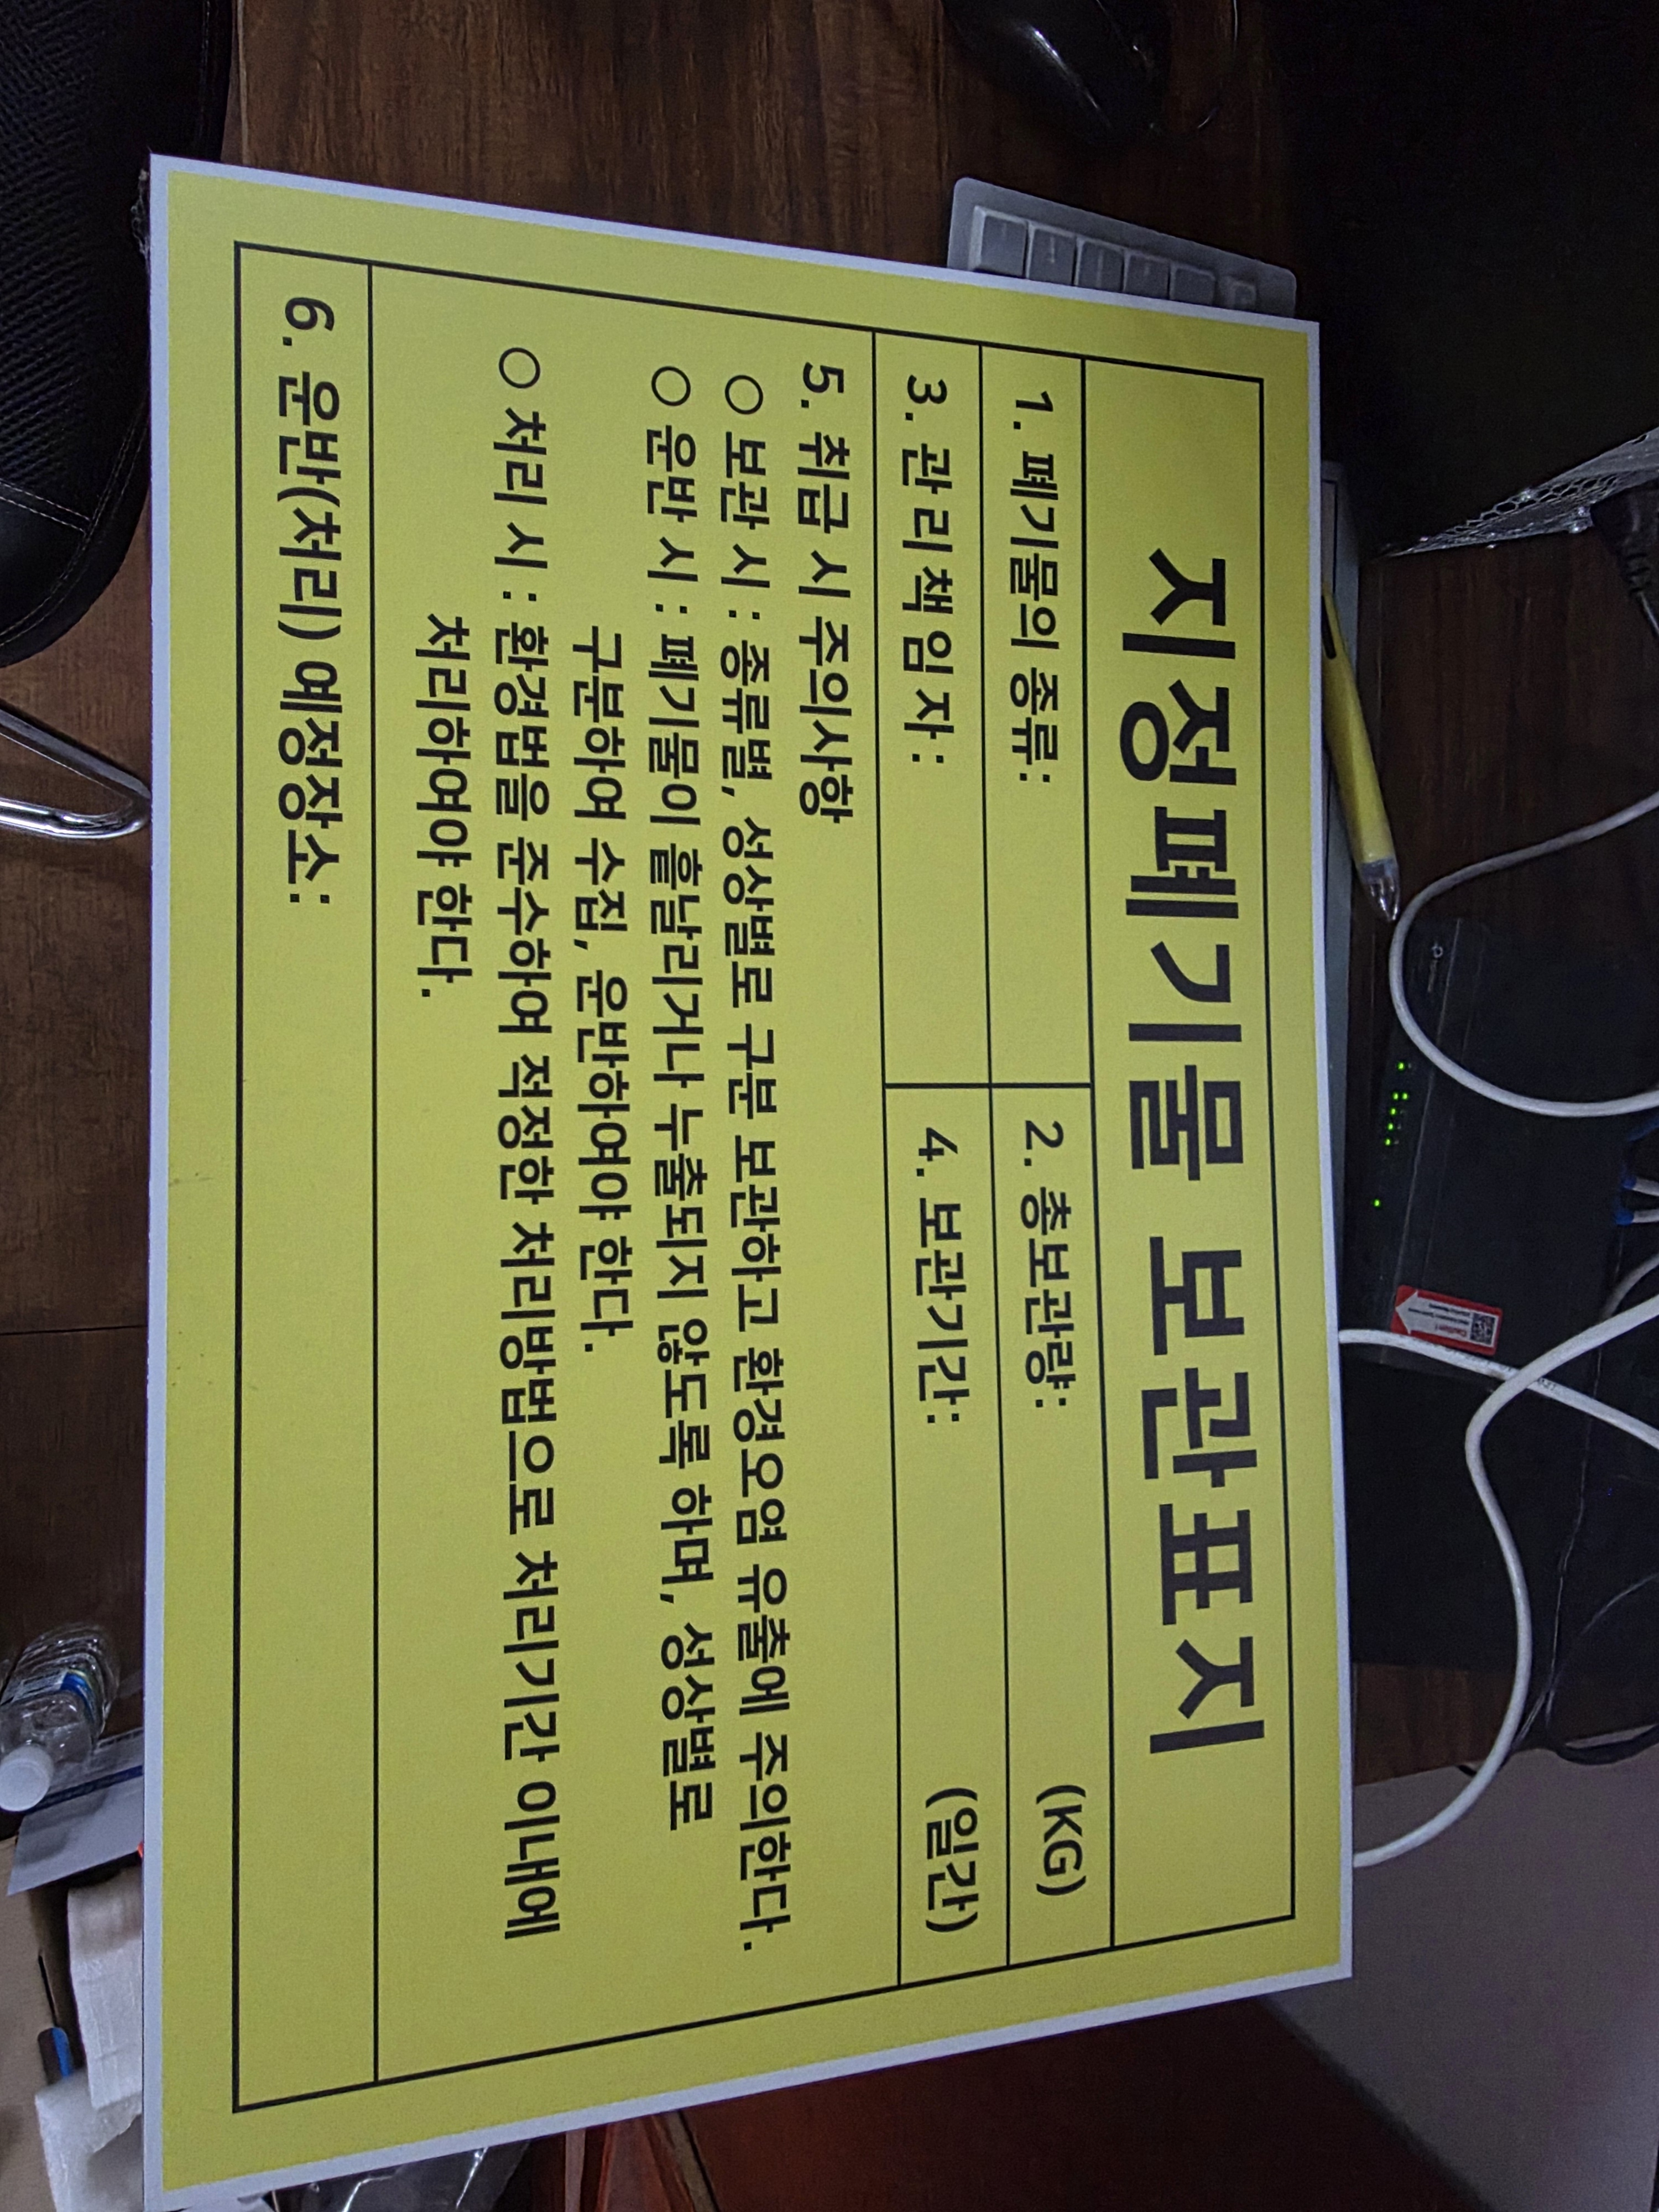 지정폐기물 보관표지
1. 폐기물의 종류:
2. 총보관량: (KG)
3. 관 리 책 임 자 :
4. 보관기간: (일간)
5. 취급 시 주의사항
○ 보관 시 : 종류별, 성상별로 구분 보관하고 환경오염 유출에 주의한다.
○ 운반 시 : 폐기물이 흩날리거나 누출되지 않도록 하며, 성상별로
구분하여 수집, 운반하여야 한다.
○ 처리 시 : 환경법을 준수하여 적정한 처리방법으로 처리기간 이내에
처리하여야 한다.
6. 운반(처리) 예정장소: